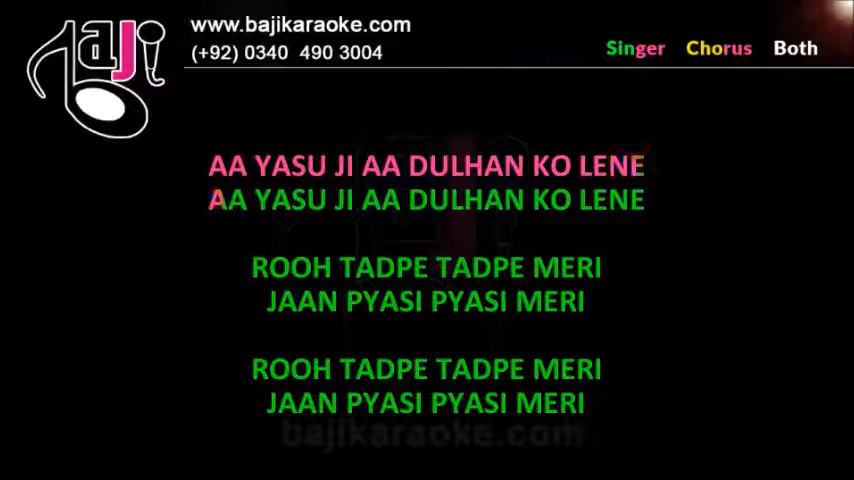 www.bajikaraoke.com
(+92) 0340 490 3004
Singer Chorus Both
aJi
AA YASU JI AA DULHAN KO LENE
AA YASU JI AA DULHAN KO LENE
ROOH TADPE TADPE MERI
JAAN PYASI PYASI MERI
ROOH TADPE TADPE MERI
JAAN PYASI PYASI MERI
bajikaraoke.com